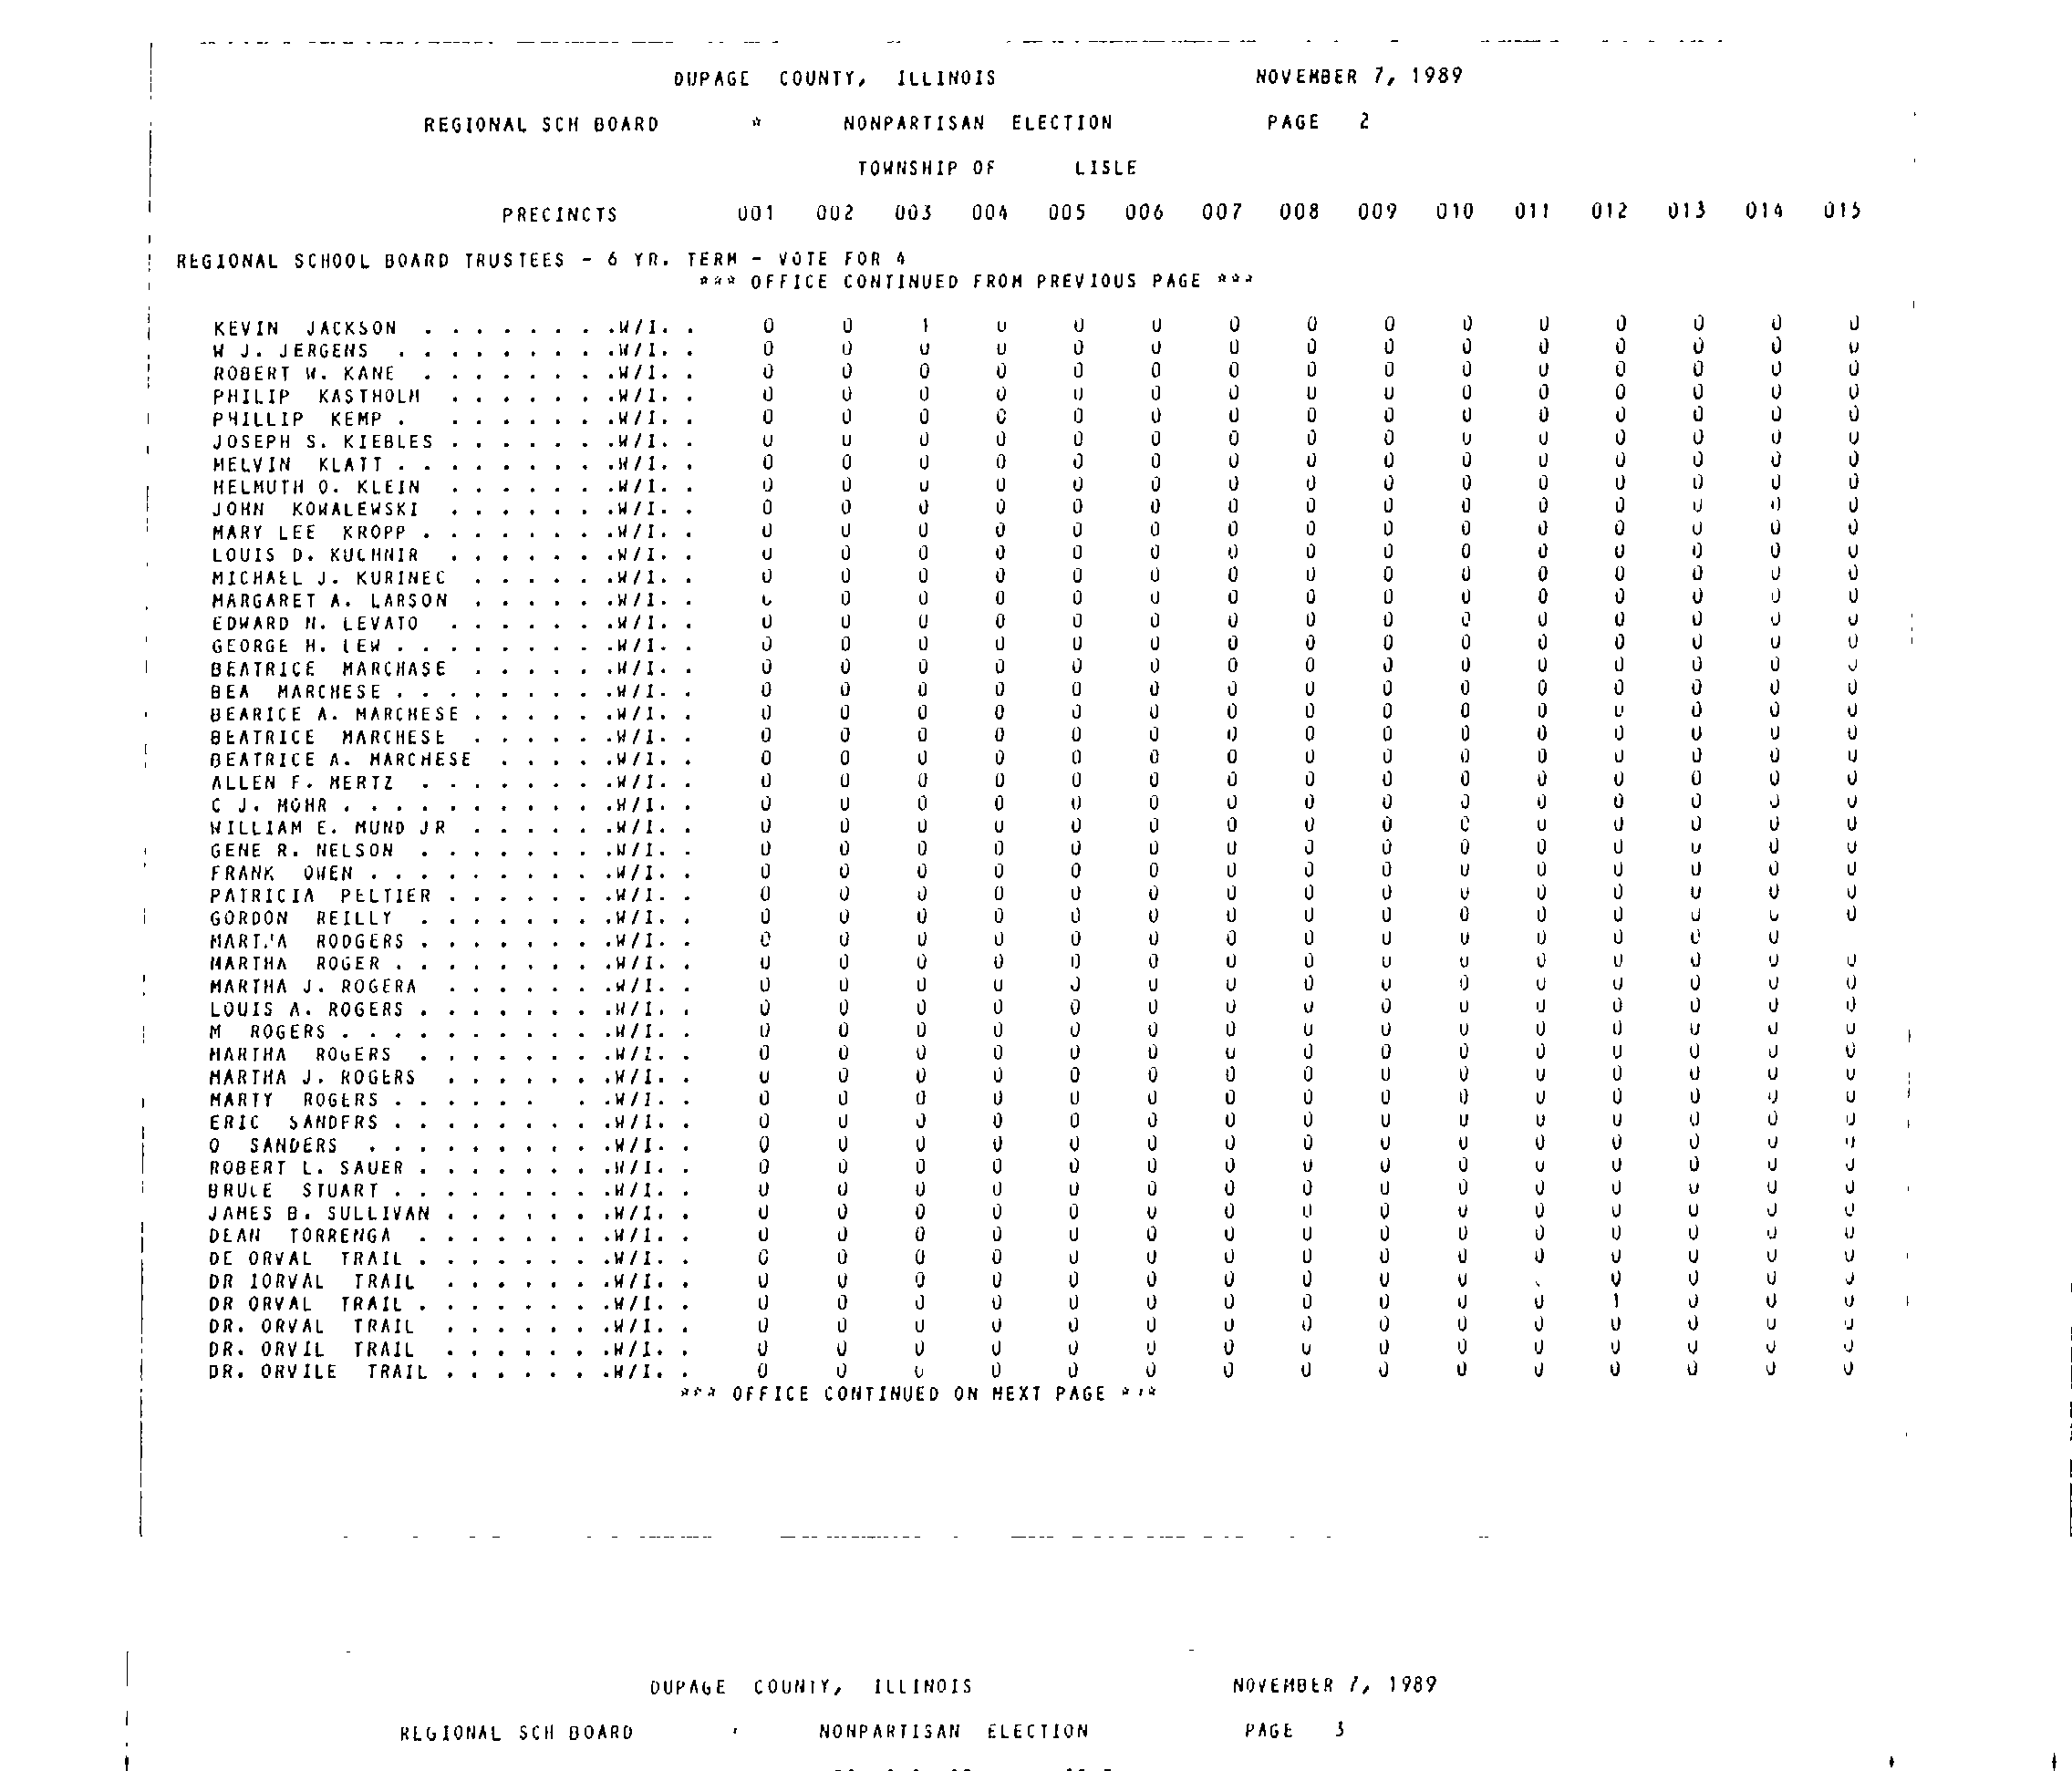 DUPAGE COUNTY, ILLINOIS NOVEMBER 7, 1989
REGIONAL SCH BOARD * NONPARTISAN ELECTION PAGE 2
TOWNSHIP OF LISLE
PRECINCTS 001 002 003 004 005 006 007 008 009 010 011 012 013 014 015
REGIONAL SCHOOL BOARD TRUSTEES - 6 YR. TERM - VOTE FOR 4
*** OFFICE CONTINUED FROM PREVIOUS PAGE ***
KEVIN JACKSON . . . . . . . .W/I. . 0 0 1 0 0 0 0 0 0 0 0 0 0 0 0
W J. JERGENS . . . . . . . . .W/I. . 0 0 0 0 0 0 0 0 0 0 0 0 0 0 0
ROBERT W. KANE . . . . . . . .W/I. . 0 0 0 0 0 0 0 0 0 0 0 0 0 0 0
PHILIP KASTHOLM . . . . . . .W/I. . 0 0 0 0 0 0 0 0 0 0 0 0 0 0 0
PHILLIP KEMP . . . . . . . .W/I. . 0 0 0 0 0 0 0 0 0 0 0 0 0 0 0
JOSEPH S. KIEBLES . . . . . . .W/I. . 0 0 0 0 0 0 0 0 0 0 0 0 0 0 0
MELVIN KLATT . . . . . . . . .W/I. . 0 0 0 0 0 0 0 0 0 0 0 0 0 0 0
HELMUTH O. KLEIN . . . . . . .W/I. . 0 0 0 0 0 0 0 0 0 0 0 0 0 0 0
JOHN KOWALEWSKI . . . . . . .W/I. . 0 0 0 0 0 0 0 0 0 0 0 0 0 0 0
MARY LEE KROPP . . . . . . . .W/I. . 0 0 0 0 0 0 0 0 0 0 0 0 0 0 0
LOUIS D. KUCHNIR . . . . . . .W/I. . 0 0 0 0 0 0 0 0 0 0 0 0 0 0 0
MICHAEL J. KURINEC . . . . . .W/I. . 0 0 0 0 0 0 0 0 0 0 0 0 0 0 0
MARGARET A. LARSON . . . . . .W/I. . 0 0 0 0 0 0 0 0 0 0 0 0 0 0
EDWARD N. LEVATO . . . . . . .W/I. . 0 0 0 0 0 0 0 0 0 0 0 0 0 0 0
GEORGE H. LEW . . . . . . . . .W/I. . 0 0 0 0 0 0 0 0 0 0 0 0 0 0 0
BEATRICE MARCHASE . . . . . .W/I. . 0 0 0 0 0 0 0 0 0 0 0 0 0 0 0
BEA MARCHESE . . . . . . . . .W/I. . 0 0 0 0 0 0 0 0 0 0 0 0 0 0 0
BEARICE A. MARCHESE . . . . . .W/I. . 0 0 0 0 0 0 0 0 0 0 0 0 0 0 0
BEATRICE MARCHESE . . . . . .W/I. . 0 0 0 0 0 0 0 0 0 0 0 0 0 0 0
BEATRICE A. MARCHESE . . . . .W/I. . 0 0 0 0 0 0 0 0 0 0 0 0 0 0 0
ALLEN F. MERTZ . . . . . . . .W/I. . 0 0 0 0 0 0 0 0 0 0 0 0 0 0 0
C J. MOHR . . . . . . . . . . .W/I. . 0 0 0 0 0 0 0 0 0 0 0 0 0 0 0
WILLIAM E. MUND JR . . . . . .W/I. . 0 0 0 0 0 0 0 0 0 0 0 0 0 0 0
GENE R. NELSON . . . . . . . .W/I. . 0 0 0 0 0 0 0 0 0 0 0 0 0 0 0
FRANK OWEN . . . . . . . . . .W/I. . 0 0 0 0 0 0 0 0 0 0 0 0 0 0 0
PATRICIA PELTIER . . . . . . .W/I. . 0 0 0 0 0 0 0 0 0 0 0 0 0 0 0
GORDON REILLY . . . . . . . .W/I. . 0 0 0 0 0 0 0 0 0 0 0 0 0 0 0
RODGERS . . . . . . . .W/I. . 0 0 0 0 0 0 0 0 0 0 0 0 0 0
MARTHA ROGER . . . . . . . . .W/I. . 0 0 0 0 0 0 0 0 0 0 0 0 0 0 0
MARTHA J. ROGERA . . . . . . .W/I. . 0 0 0 0 0 0 0 0 0 0 0 0 0 0 0
LOUIS A. ROGERS . . . . . . . .W/I. . 0 0 0 0 0 0 0 0 0 0 0 0 0 0 0
M ROGERS . . . . . . . . . . .W/I. . 0 0 0 0 0 0 0 0 0 0 0 0 0 0 0
MARTHA ROGERS . . . . . . . .W/I. . 0 0 0 0 0 0 0 0 0 0 0 0 0 0 0
MARTHA J. ROGERS . . . . . . .W/I. . 0 0 0 0 0 0 0 0 0 0 0 0 0 0 0
MARTY ROGERS . . . . . . . .W/I. . 0 0 0 0 0 0 0 0 0 0 0 0 0 0 0
ERIC SANDERS . . . . . . . . .W/I. . 0 0 0 0 0 0 0 0 0 0 0 0 0 0 0
O SANDERS . . . . . . . . . .W/I. . 0 0 0 0 0 0 0 0 0 0 0 0 0 0 0
ROBERT L. SAUER . . . . . . . .W/I. . 0 0 0 0 0 0 0 0 0 0 0 0 0 0 0
BRUCE STUART . . . . . . . . .W/I. . 0 0 0 0 0 0 0 0 0 0 0 0 0 0 0
JAMES B. SULLIVAN . . . . . . .W/I. . 0 0 0 0 0 0 0 0 0 0 0 0 0 0 0
DEAN TORRENGA . . . . . . . .W/I. . 0 0 0 0 0 0 0 0 0 0 0 0 0 0 0
DE ORVAL TRAIL . . . . . . . .W/I. . 0 0 0 0 0 0 0 0 0 0 0 0 0 0 0
DR IORVAL TRAIL . . . . . . .W/I. . 0 0 0 0 0 0 0 0 0 0 0 0 0 0
DR ORVAL TRAIL . . . . . . . .W/I. . 0 0 0 0 0 0 0 0 0 0 0 1 0 0 0
DR. ORVAL TRAIL . . . . . . .W/I. . 0 0 0 0 0 0 0 0 0 0 0 0 0 0 0
DR. ORVIL TRAIL . . . . . . .W/I. . 0 0 0 0 0 0 0 0 0 0 0 0 0 0 0
DR. ORVILE TRAIL . . . . . . .W/I. . 0 0 0 0 0 0 0 0 0 0 0 0 0 0 0
*** OFFICE CONTINUED ON NEXT PAGE ***
DUPAGE COUNTY, ILLINOIS NOVEMBER 7, 1989
REGIONAL SCH BOARD NONPARTISAN ELECTION PAGE 3